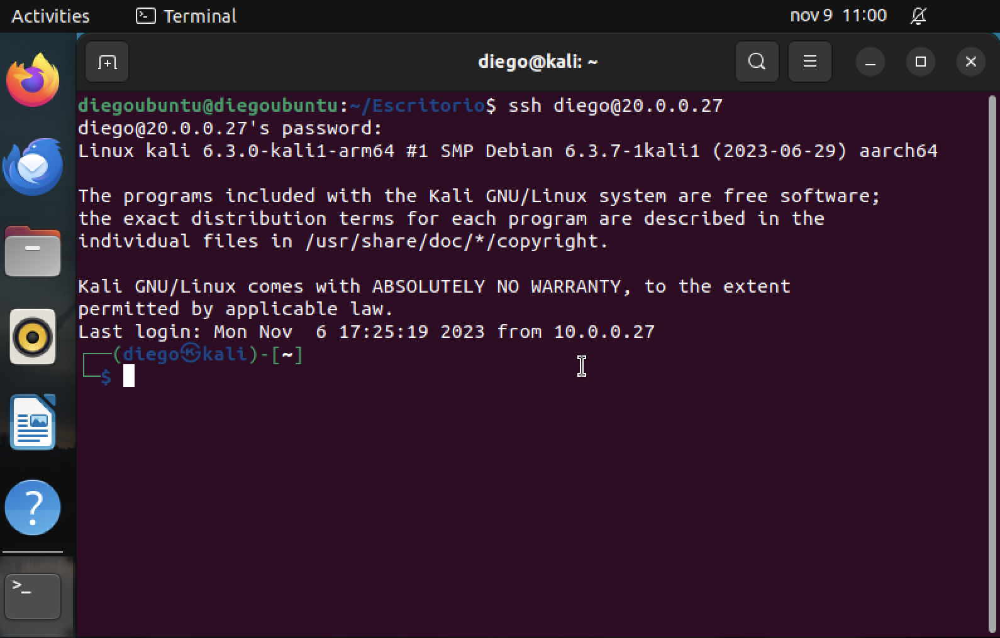 Activities
Terminal
nov 9 11:00
diego@kali: ~
diegoubuntu@diegoubuntu:~/Escritorio$ ssh diego@20.0.0.27
diego@20.0.0.27's password:
Linux kali 6.3.0-kali1-arm64 #1 SMP Debian 6.3.7-1kali1 (2023-06-29) aarch64
The programs included with the Kali GNU/Linux system are free software;
the exact distribution terms for each program are described in the
individual files in /usr/share/doc/*/copyright.
Kali GNU/Linux comes with ABSOLUTELY NO WARRANTY, to the extent
permitted by applicable law.
Last login: Mon Nov  6 17:25:19 2023 from 10.0.0.27
┌──(diego㉿kali)-[~]
└─$